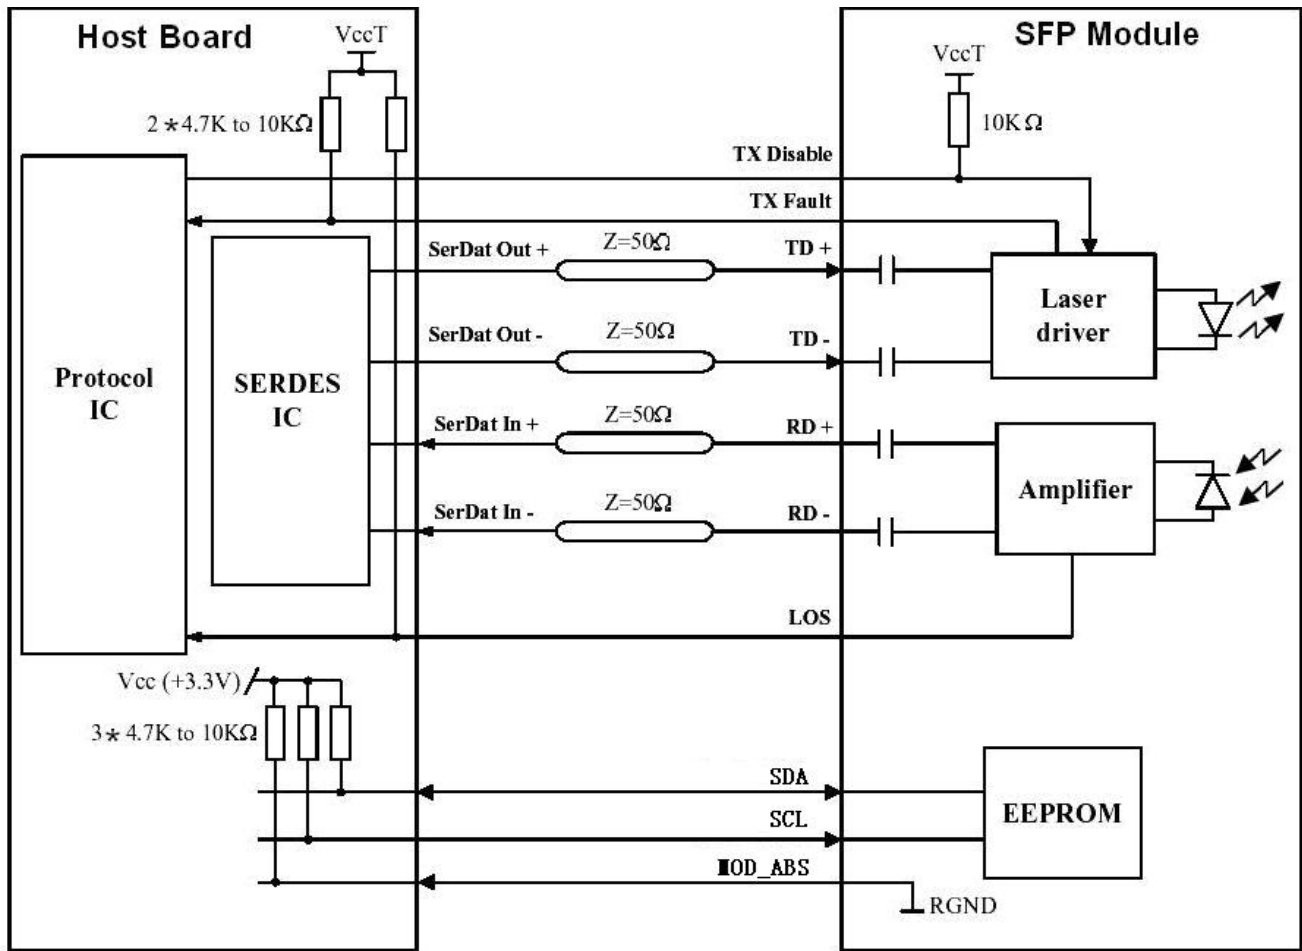 Host Board
VccT
SFP Module
VccT
2*4.7K to 10KΩ
10KΩ
TX Disable
TX Fault
SerDat Out +
Z=50Ω
TD +
Laser
driver
SerDat Out -
Z=50Ω
TD -
Protocol
IC
SERDES
IC
SerDat In +
Z=50Ω
RD +
Amplifier
SerDat In -
Z=50Ω
RD -
LOS
Vcc (+3.3V)
3*4.7K to 10KΩ
SDA
SCL
EEPROM
MOD_ABS
RGND